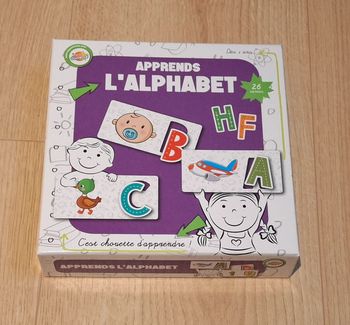 APPRENDS
L'ALPHABET
26
H F
B
A
C
C'est chouette d'apprendre !
APPRENDS L'ALPHABET